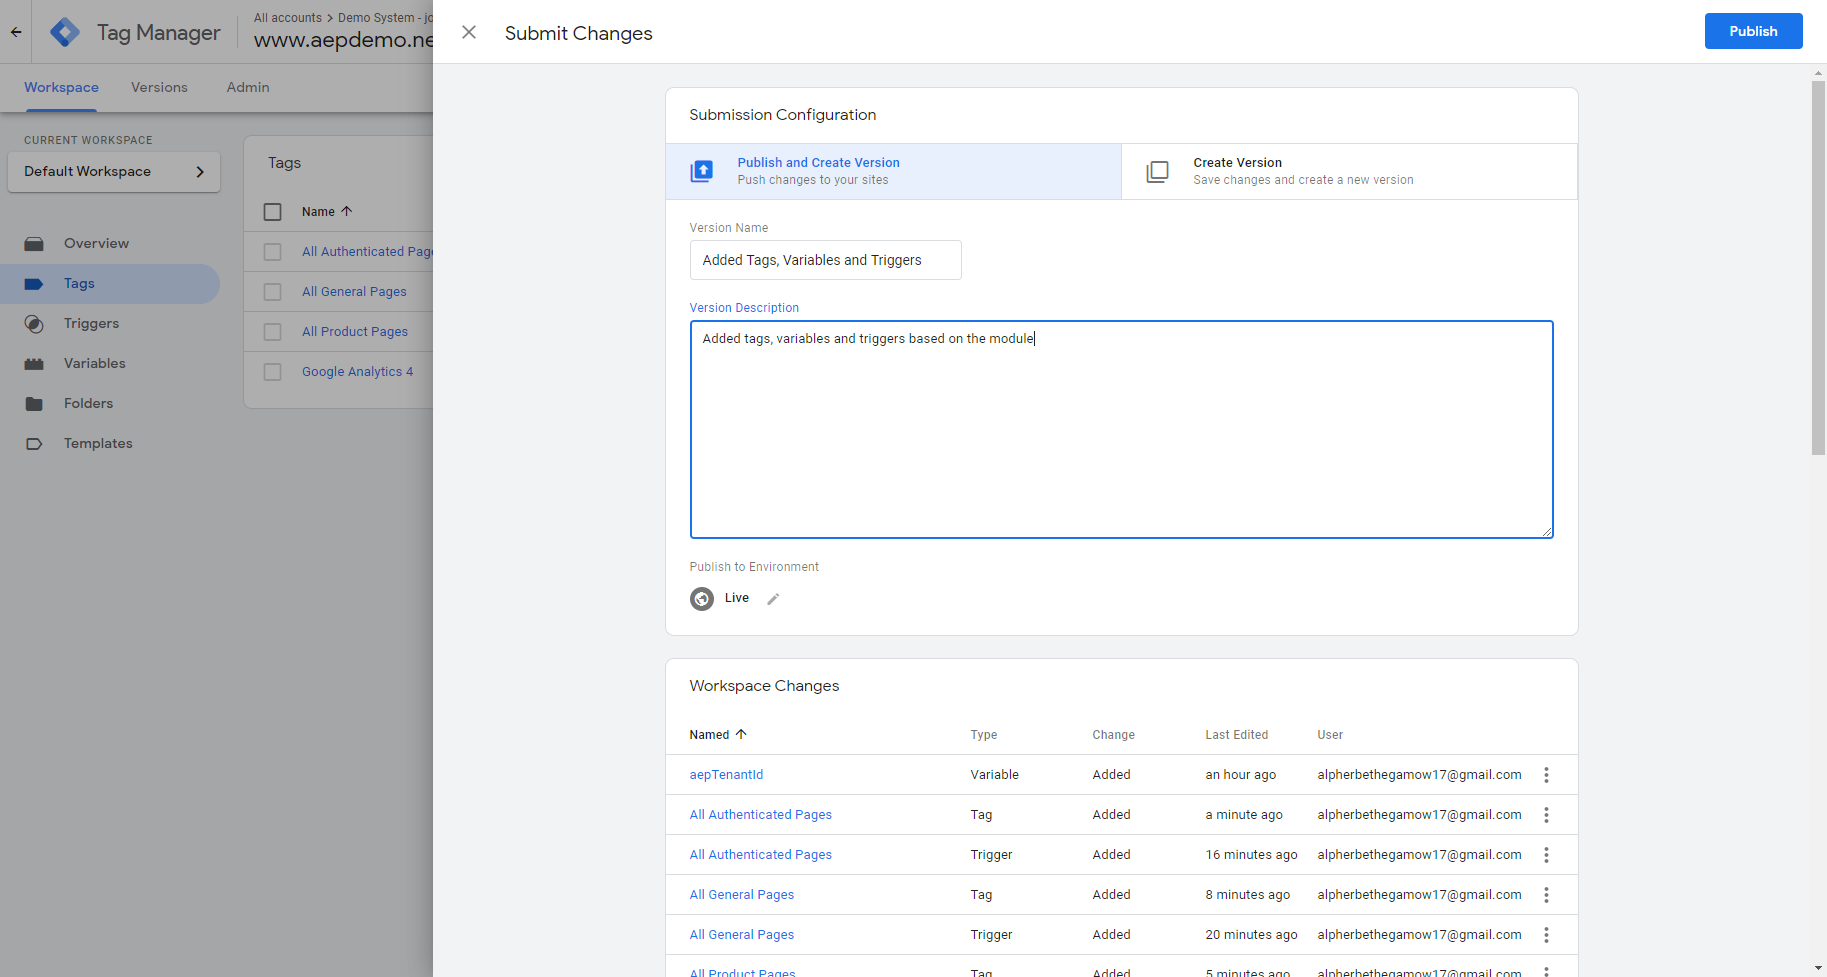 Tag Manager
All accounts > Demo System - jo
www.aepdemo.ne
Workspace
Versions
Admin
CURRENT WORKSPACE
Default Workspace
Overview
Tags
Triggers
Variables
Folders
Templates
Tags
Name
All Authenticated Page
All General Pages
All Product Pages
Google Analytics 4
Submit Changes
Publish
Submission Configuration
Publish and Create Version
Push changes to your sites
Create Version
Save changes and create a new version
Version Name
Added Tags, Variables and Triggers
Version Description
Added tags, variables and triggers based on the module
Publish to Environment
Live
Workspace Changes
Named Type Change Last Edited User
aepTenantId Variable Added an hour ago alpherbethegamow17@gmail.com
All Authenticated Pages Tag Added a minute ago alpherbethegamow17@gmail.com
All Authenticated Pages Trigger Added 16 minutes ago alpherbethegamow17@gmail.com
All General Pages Tag Added 8 minutes ago alpherbethegamow17@gmail.com
All General Pages Trigger Added 20 minutes ago alpherbethegamow17@gmail.com
All Product Pages Tag Added 5 minutes ago alpherbethegamow17@gmail.com